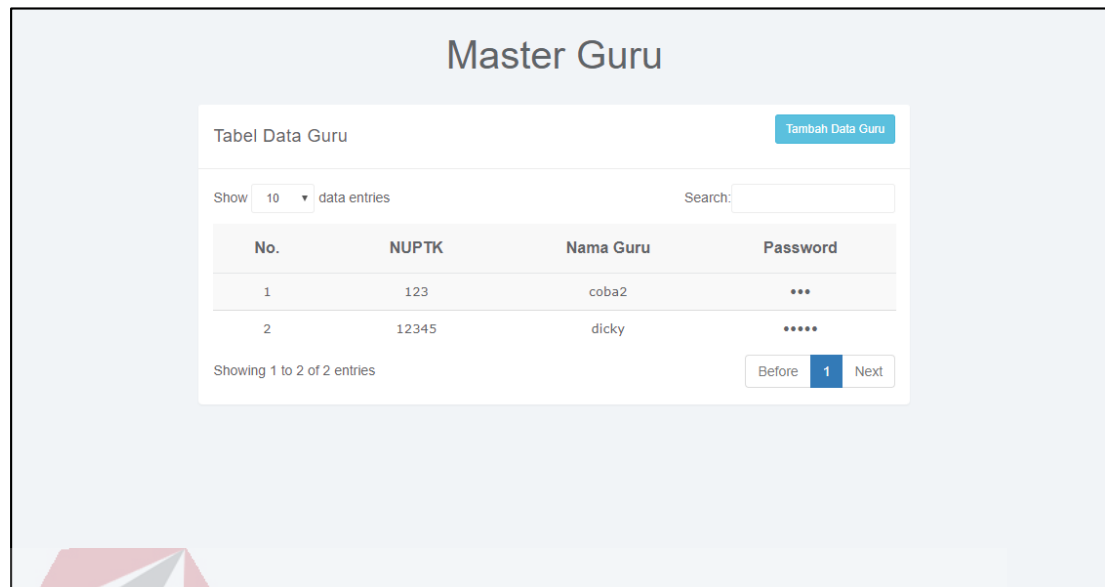 Master Guru
Tabel Data Guru
Tambah Data Guru
Show 10 data entries
Search:
No. NUPTK Nama Guru Password
1 123 coba2 •••
2 12345 dicky •••••
Showing 1 to 2 of 2 entries
Before 1 Next